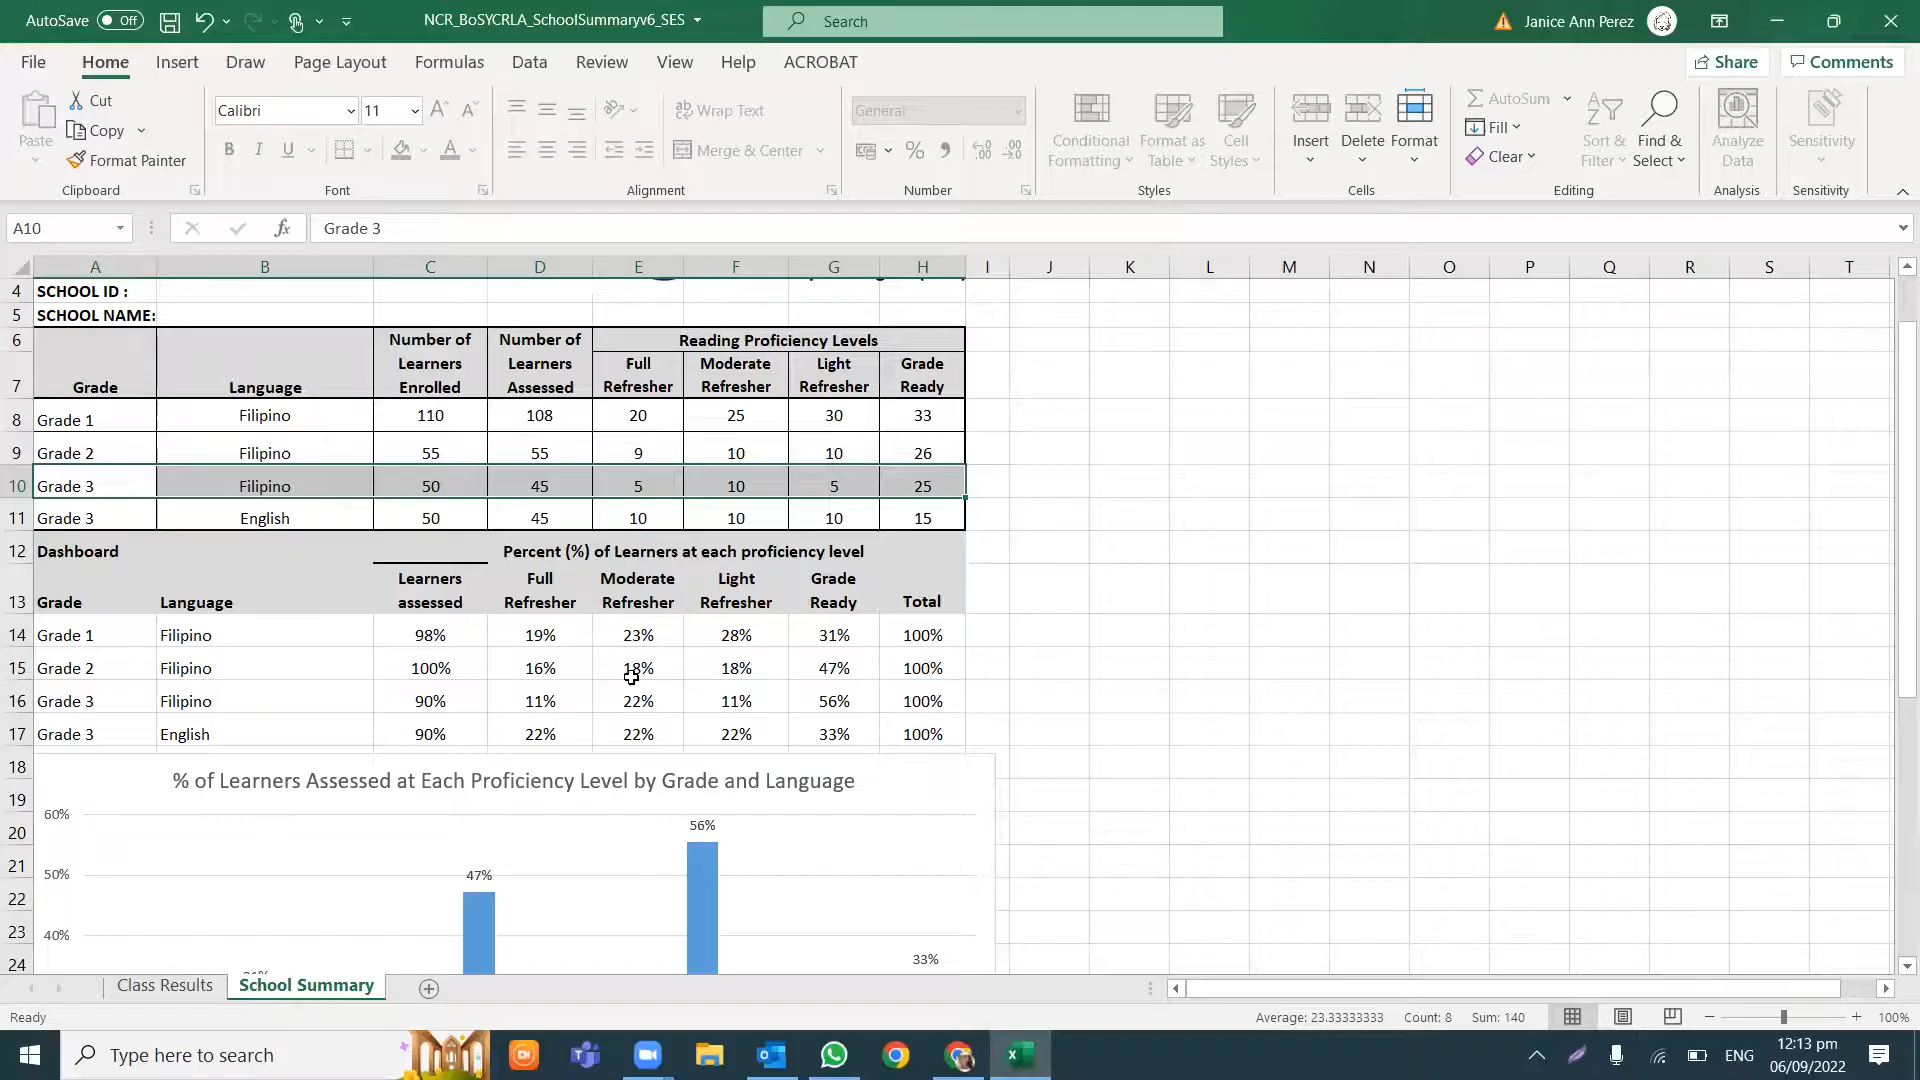 AutoSave Off NCR_BoSYCRLA_SchoolSummaryv6_SES Search Janice Ann Perez
File Home Insert Draw Page Layout Formulas Data Review View Help ACROBAT Share Comments
Paste Cut Copy Format Painter
Calibri 11
B I U A
Wrap Text
Merge & Center
General
% ,
Conditional Formatting
Format as Table
Cell Styles
Insert Delete Format
AutoSum
Fill
Clear
Sort & Filter
Find & Select
Analyze Data
Sensitivity
Clipboard Font Alignment Number Styles Cells Editing Analysis Sensitivity
A10 fx Grade 3
A B C D E F G H I J K L M N O P Q R S T
4 SCHOOL ID :
5 SCHOOL NAME:
6 Number of Learners Enrolled Number of Learners Assessed Reading Proficiency Levels
7 Grade Language Full Refresher Moderate Refresher Light Refresher Grade Ready
8 Grade 1 Filipino 110 108 20 25 30 33
9 Grade 2 Filipino 55 55 9 10 10 26
10 Grade 3 Filipino 50 45 5 10 5 25
11 Grade 3 English 50 45 10 10 10 15
12 Dashboard Percent (%) of Learners at each proficiency level
13 Grade Language Learners assessed Full Refresher Moderate Refresher Light Refresher Grade Ready Total
14 Grade 1 Filipino 98% 19% 23% 28% 31% 100%
15 Grade 2 Filipino 100% 16% 18% 18% 47% 100%
16 Grade 3 Filipino 90% 11% 22% 11% 56% 100%
17 Grade 3 English 90% 22% 22% 22% 33% 100%
18
% of Learners Assessed at Each Proficiency Level by Grade and Language
19
60%
56%
20
21
50%
47%
22
23
40%
33%
24
Class Results School Summary
Ready Average: 23.33333333 Count: 8 Sum: 140 100%
Type here to search ENG 12:13 pm
06/09/2022